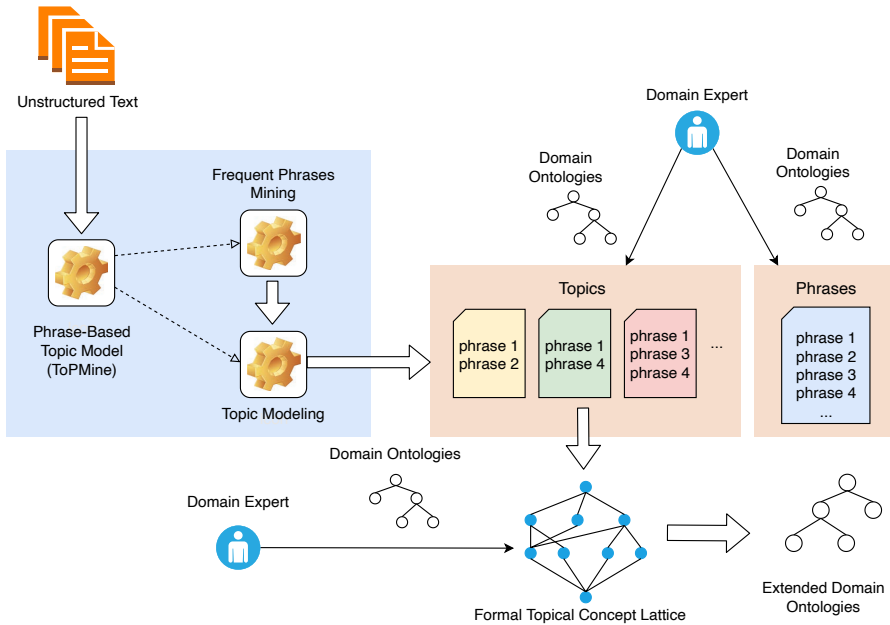 Unstructured Text
Frequent Phrases
Mining
Phrase-Based
Topic Model
(ToPMine)
Topic Modeling
Domain Expert
Domain
Ontologies
Domain
Ontologies
Topics
phrase 1
phrase 2
phrase 1
phrase 4
phrase 1
phrase 3
phrase 4
...
Phrases
phrase 1
phrase 2
phrase 3
phrase 4
...
Domain Ontologies
Domain Expert
Formal Topical Concept Lattice
Extended Domain
Ontologies